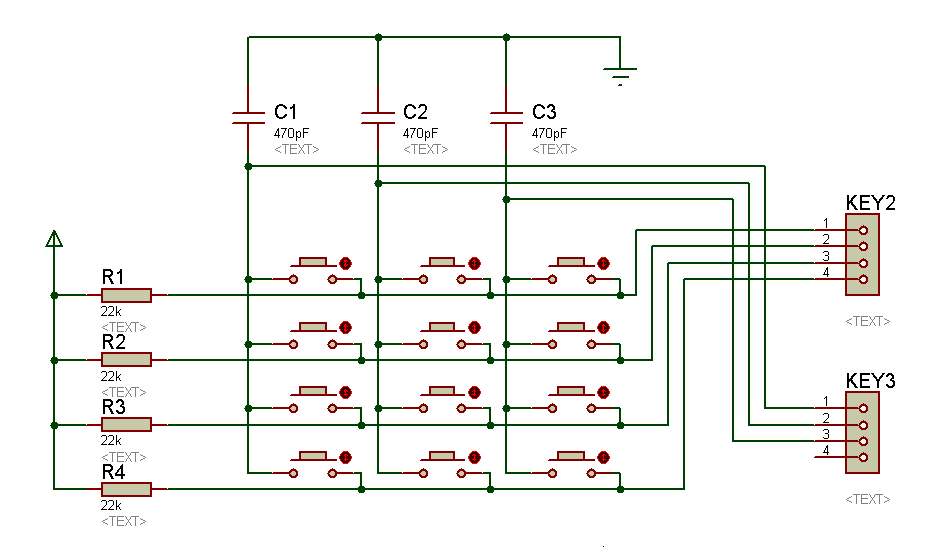 C1
470pF
<TEXT>
C2
470pF
<TEXT>
C3
470pF
<TEXT>
KEY2
1
2
3
4
<TEXT>
R1
22k
<TEXT>
R2
22k
<TEXT>
R3
22k
<TEXT>
R4
22k
<TEXT>
KEY3
1
2
3
4
<TEXT>